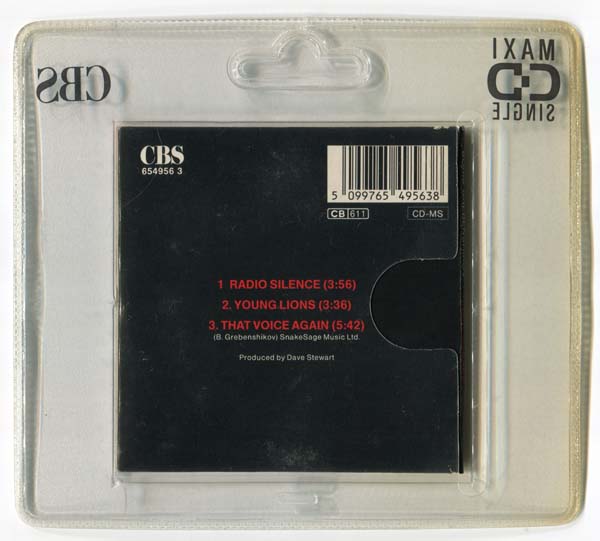 MAXI
CD
SINGLE
CBS
CBS
654956 3
5 099765 495638
CB 611
CD-MS
1 RADIO SILENCE (3:56)
2. YOUNG LIONS (3:36)
3. THAT VOICE AGAIN (5:42)
(B. Grebenshikov) SnakeSage Music Ltd.
Produced by Dave Stewart